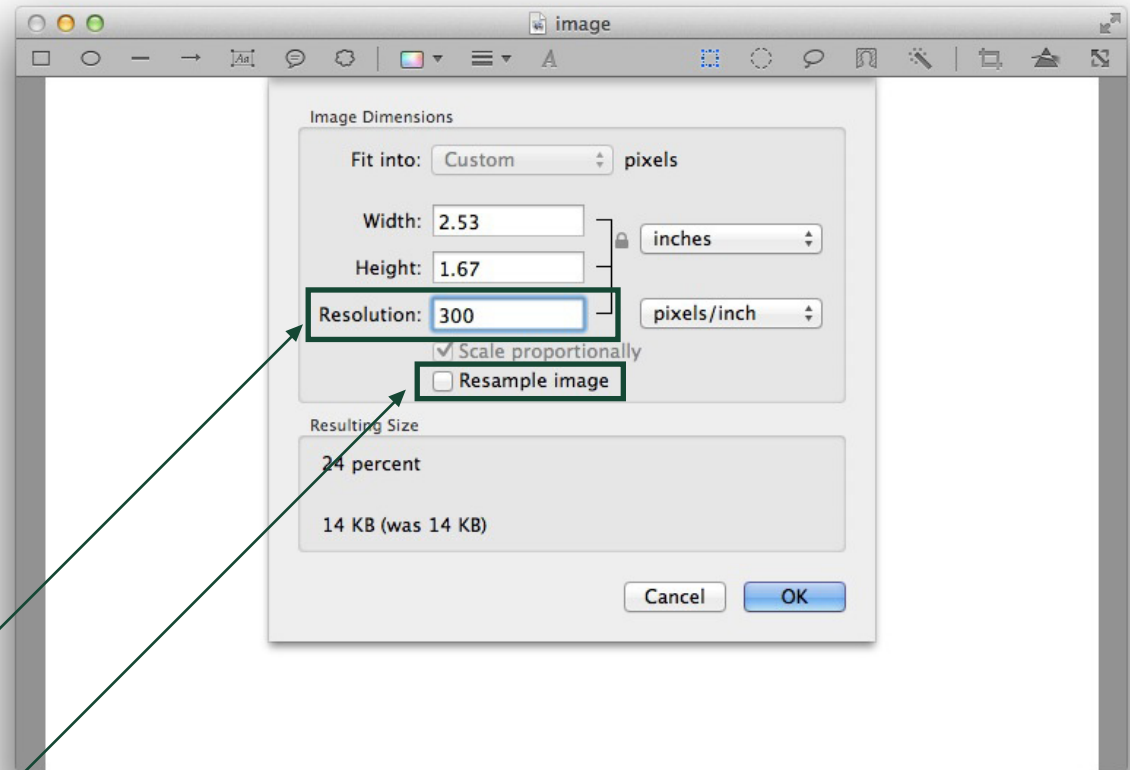 image
Aa
A
Image Dimensions
Fit into: Custom pixels
Width: 2.53 inches
Height: 1.67
Resolution: 300 pixels/inch
Scale proportionally
Resample image
Resulting Size
24 percent
14 KB (was 14 KB)
Cancel OK